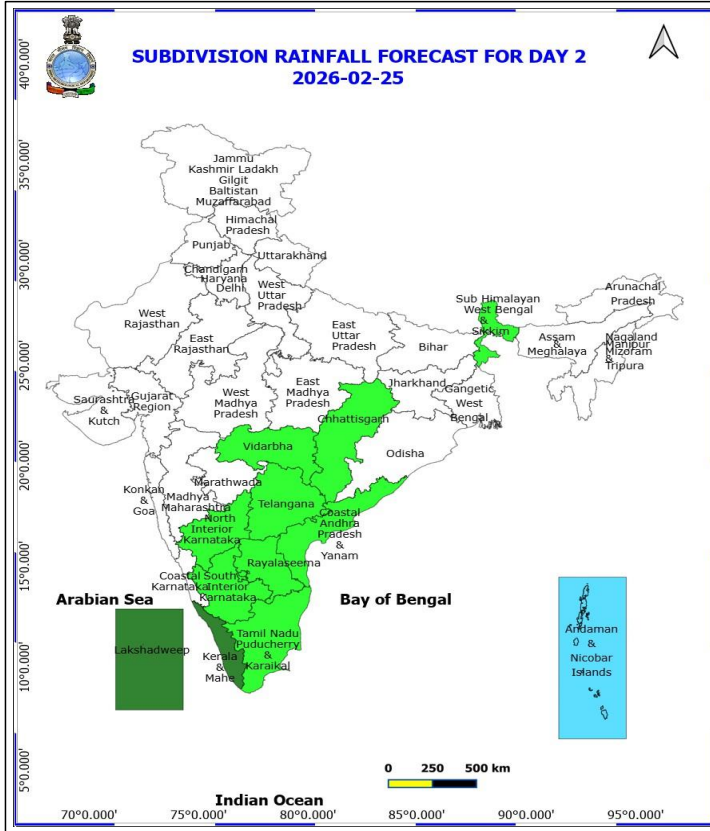 SUBDIVISION RAINFALL FORECAST FOR DAY 2
2026-02-25
40°0.000'
35°0.000'
30°0.000'
25°0.000'
20°0.000'
15°0.000'
10°0.000'
5°0.000'
Jammu
Kashmir Ladakh
Gilgit
Baltistan
Muzaffarabad
Himachal
Pradesh
Punjab
Uttarakhand
Chandigarh
Haryana
Delhi
West
Uttar
Pradesh
Arunachal
Pradesh
Sub Himalayan
West Bengal
&
Sikkim
West
Rajasthan
East
Rajasthan
East
Uttar
Pradesh
Bihar
Assam
&
Meghalaya
Nagaland
Manipur
Mizoram
&
Tripura
Saurashtra
&
Kutch
Gujarat
Region
West
Madhya
Pradesh
East
Madhya
Pradesh
Jharkhand
Gangetic
West
Bengal
Chhattisgarh
Odisha
Vidarbha
Konkan
&
Goa
Madhya
Maharashtra
Marathwada
Telangana
North
Interior
Karnataka
Coastal
Andhra
Pradesh
&
Yanam
Rayalaseema
Coastal
Karnataka
South
Interior
Karnataka
Arabian Sea
Bay of Bengal
Lakshadweep
Kerala
&
Mahe
Tamil Nadu
Puducherry
&
Karaikal
Andaman
&
Nicobar
Islands
0 250 500 km
Indian Ocean
70°0.000' 75°0.000' 80°0.000' 85°0.000' 90°0.000' 95°0.000'